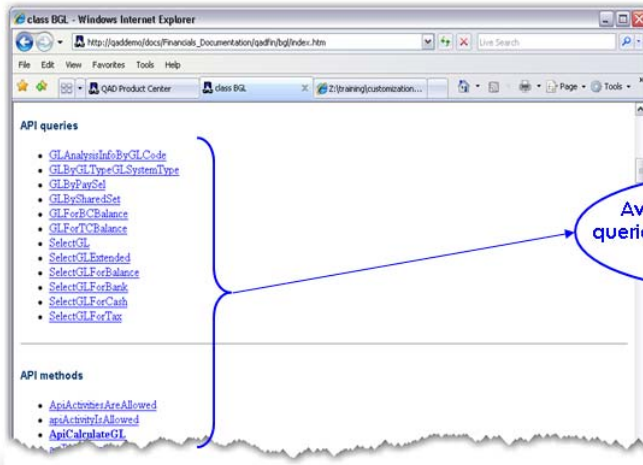 class BGL - Windows Internet Explorer
http://qaddemo/docs/Financials_Documentation/qadfin/bgl/index.htm
Live Search
File Edit View Favorites Tools Help
QAD Product Center
class BGL
Z:\training\customization...
Page
Tools
API queries
GLAnalysisInfoByGLCode
GLByGLTypeGLSystemType
GLByPaySel
GLBySharedSet
GLForBCBalance
GLForTCBalance
SelectGL
SelectGLExtended
SelectGLForBalance
SelectGLForBank
SelectGLForCash
SelectGLForTax
Av
querie
API methods
ApiActivitiesAreAllowed
apiActivityIsAllowed
ApiCalculateGL